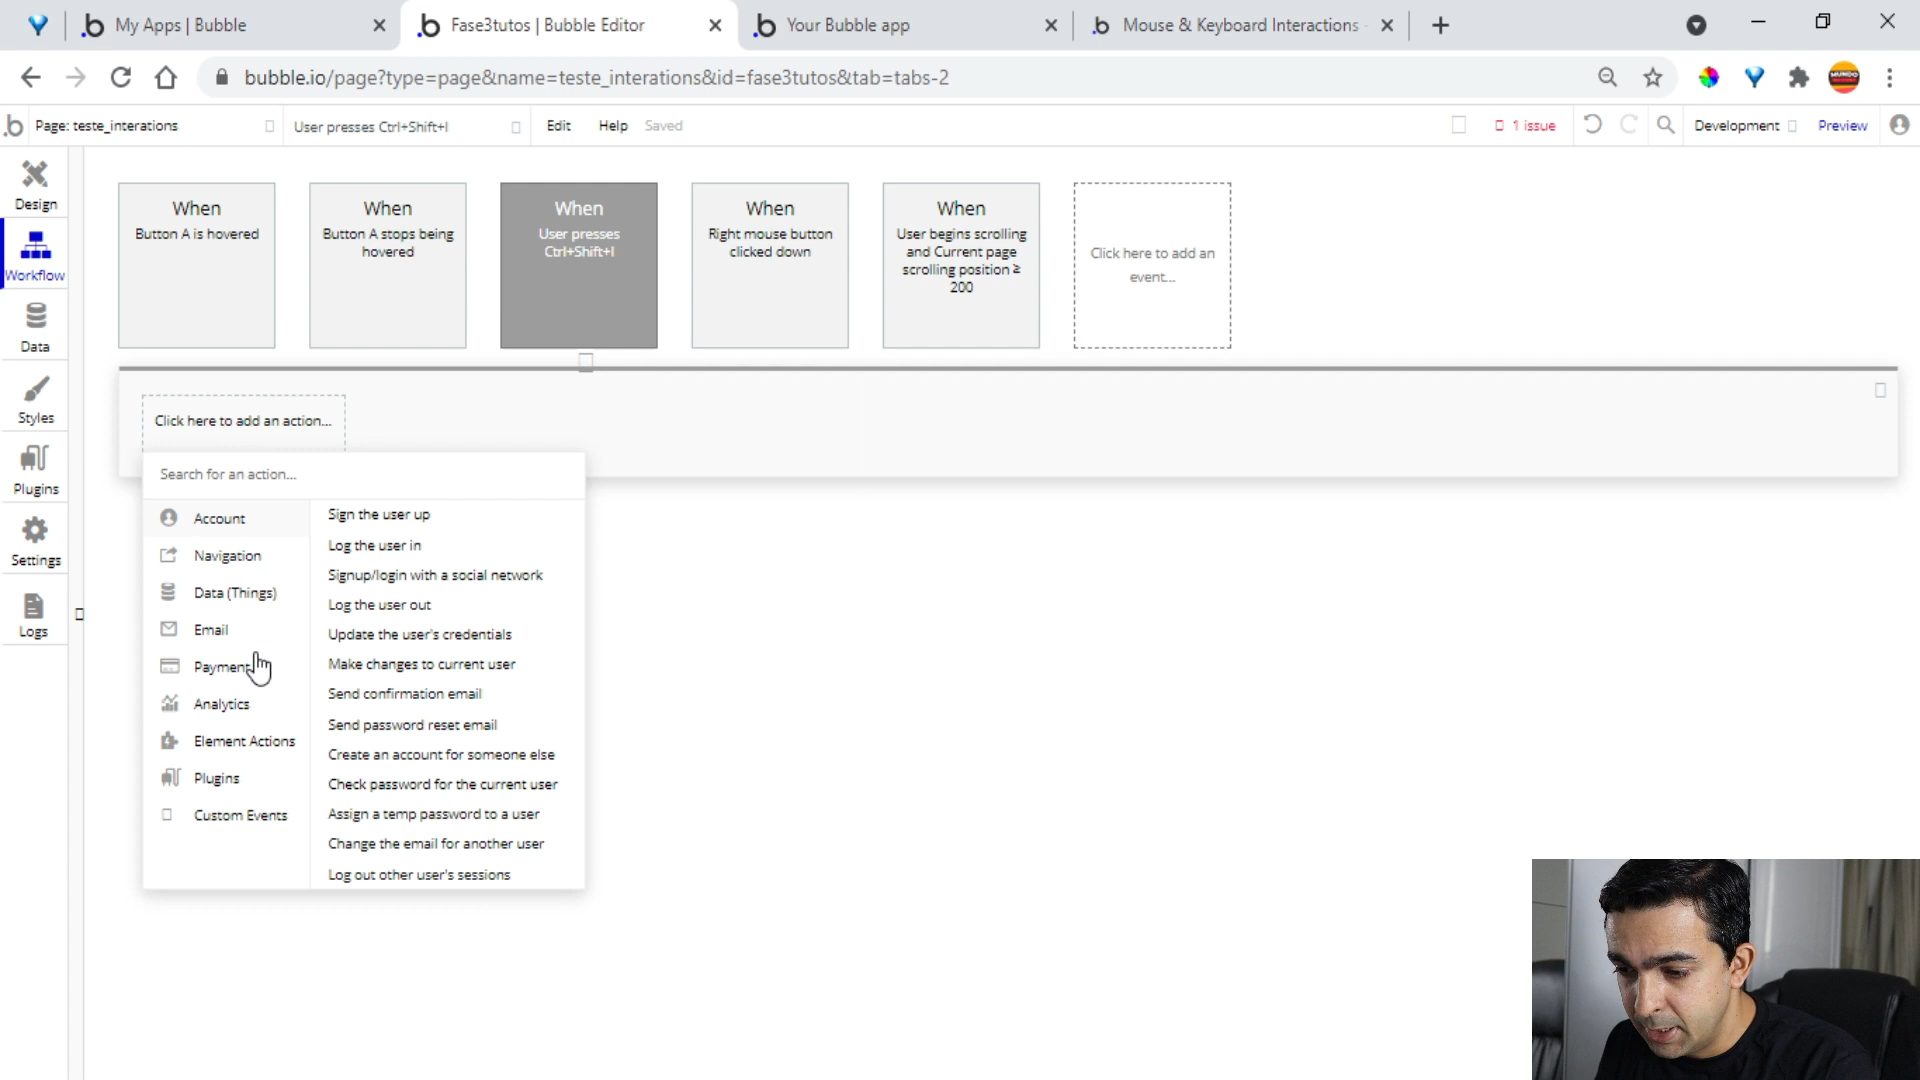 My Apps | Bubble
Fase3tutos | Bubble Editor
Your Bubble app
Mouse & Keyboard Interactions
bubble.io/page?type=page&name=teste_interations&id=fase3tutos&tab=tabs-2
Page: teste_interations
User presses Ctrl+Shift+I
Edit
Help
Saved
1 issue
Development
Preview
Design
Workflow
Data
Styles
Plugins
Settings
Logs
When
Button A is hovered
When
Button A stops being
hovered
When
User presses
Ctrl+Shift+I
When
Right mouse button
clicked down
When
User begins scrolling
and Current page
scrolling position ≥
200
Click here to add an
event...
Click here to add an action...
Search for an action...
Account
Navigation
Data (Things)
Email
Payment
Analytics
Element Actions
Plugins
Custom Events
Sign the user up
Log the user in
Signup/login with a social network
Log the user out
Update the user's credentials
Make changes to current user
Send confirmation email
Send password reset email
Create an account for someone else
Check password for the current user
Assign a temp password to a user
Change the email for another user
Log out other user's sessions
MUNDO